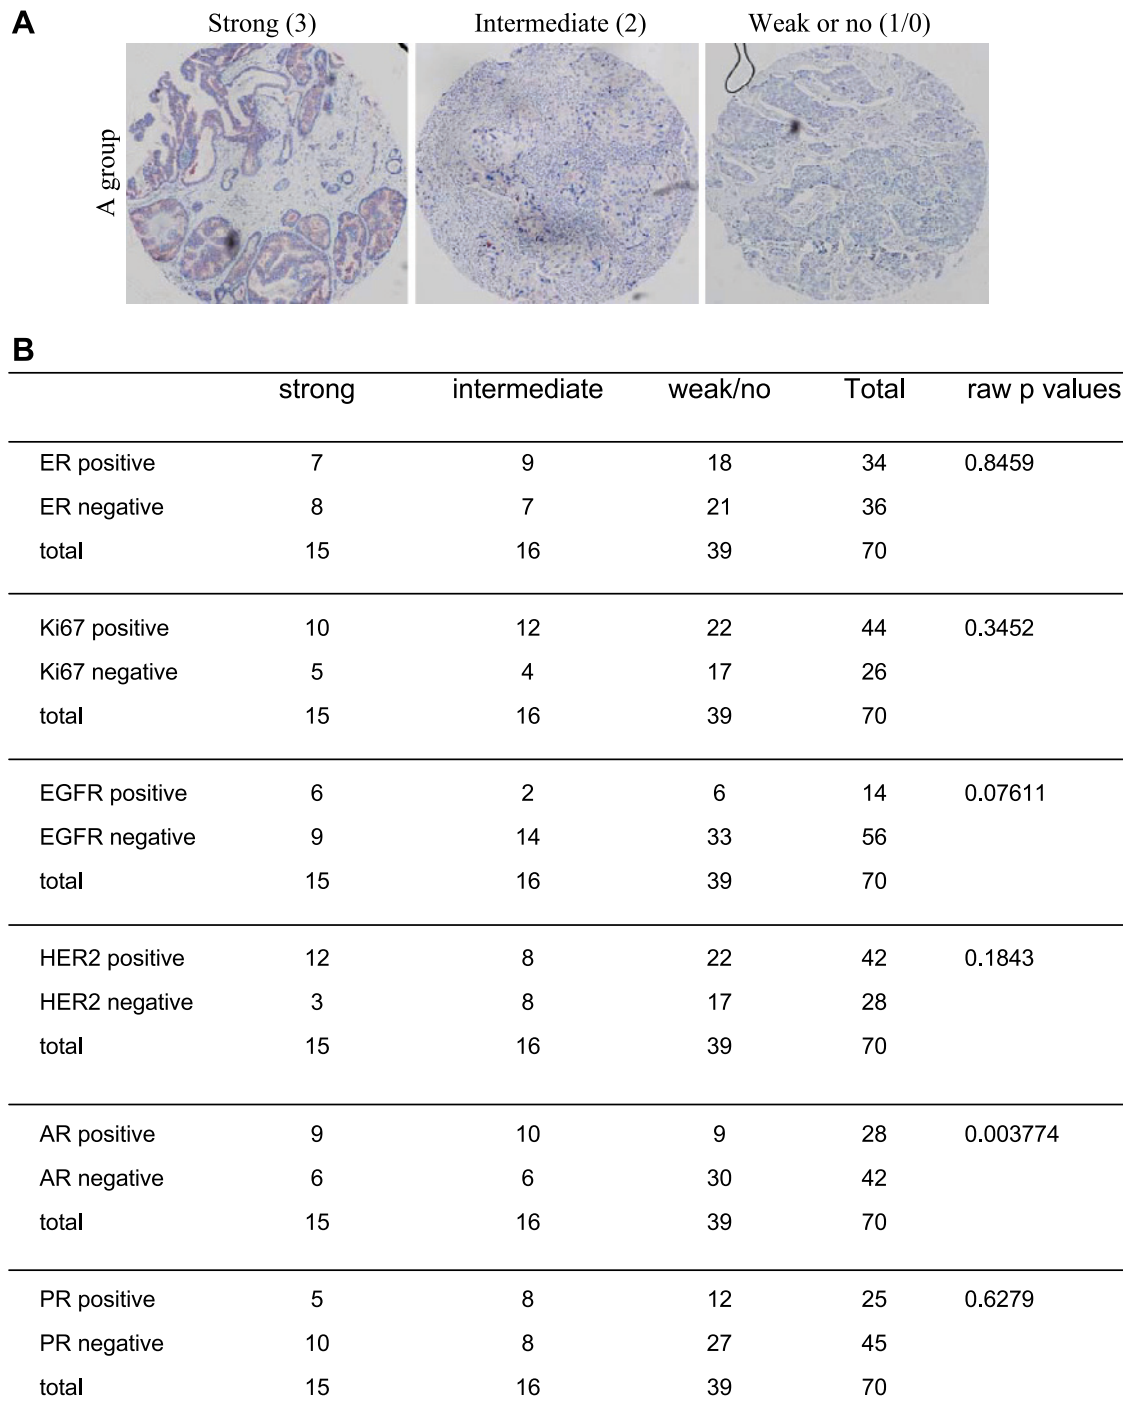 A
Strong (3) Intermediate (2) Weak or no (1/0)
A group
B
strong intermediate weak/no Total raw p values
ER positive 7 9 18 34 0.8459
ER negative 8 7 21 36
total 15 16 39 70
Ki67 positive 10 12 22 44 0.3452
Ki67 negative 5 4 17 26
total 15 16 39 70
EGFR positive 6 2 6 14 0.07611
EGFR negative 9 14 33 56
total 15 16 39 70
HER2 positive 12 8 22 42 0.1843
HER2 negative 3 8 17 28
total 15 16 39 70
AR positive 9 10 9 28 0.003774
AR negative 6 6 30 42
total 15 16 39 70
PR positive 5 8 12 25 0.6279
PR negative 10 8 27 45
total 15 16 39 70